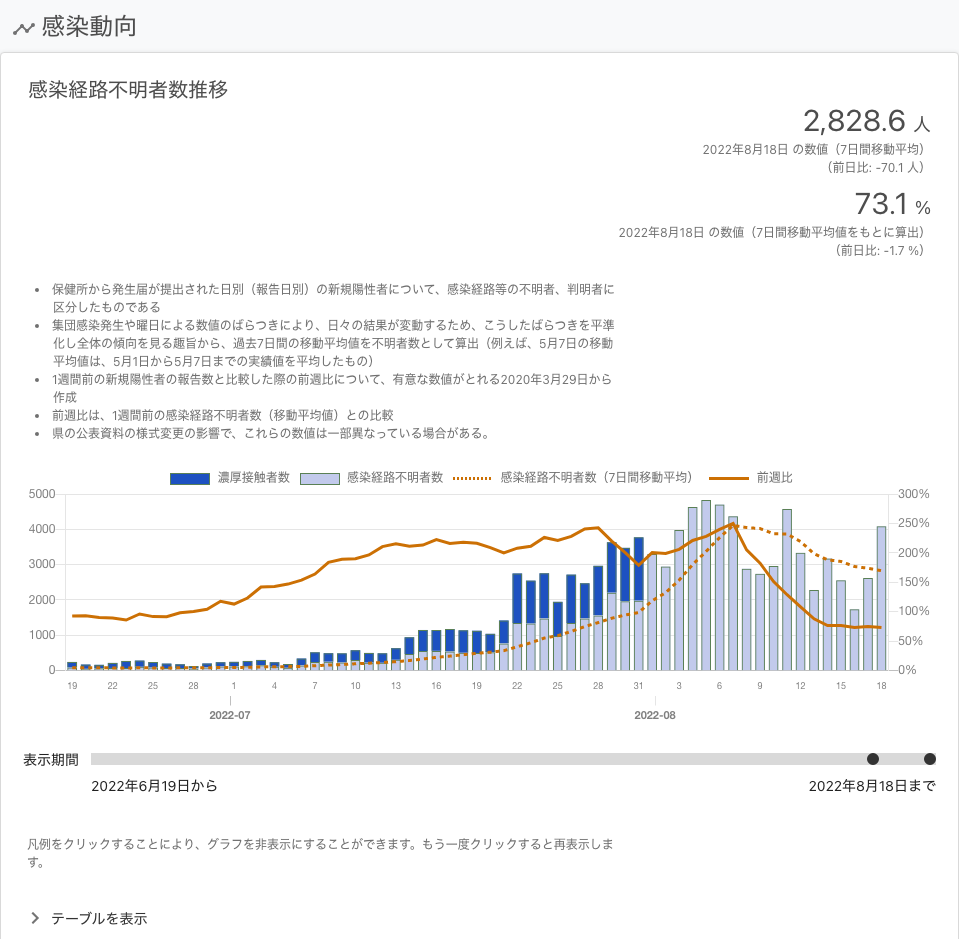 感染動向
感染経路不明者数推移
2,828.6 人
2022年8月18日 の数値（7日間移動平均）
（前日比: -70.1 人）
73.1 %
2022年8月18日 の数値（7日間移動平均値をもとに算出）
（前日比: -1.7 %）
• 保健所から発生届が提出された日別（報告日別）の新規陽性者について、感染経路等の不明者、判明者に
区分したものである
• 集団感染発生や曜日による数値のばらつきにより、日々の結果が変動するため、こうしたばらつきを平準
化し全体の傾向を見る趣旨から、過去7日間の移動平均値を不明者数として算出（例えば、5月7日の移動
平均値は、5月1日から5月7日までの実績値を平均したもの）
• 1週間前の新規陽性者の報告数と比較した際の前週比について、有意な数値がとれる2020年3月29日から
作成
• 前週比は、1週間前の感染経路不明者数（移動平均値）との比較
• 県の公表資料の様式変更の影響で、これらの数値は一部異なっている場合がある。
濃厚接触者数 感染経路不明者数 感染経路不明者数（7日間移動平均） 前週比
5000 300%
250%
4000
200%
3000
150%
2000
100%
1000
50%
0 0%
19 22 25 28 1 4 7 10 13 16 19 22 25 28 31 3 6 9 12 15 18
2022-07 2022-08
表示期間
2022年6月19日から 2022年8月18日まで
凡例をクリックすることにより、グラフを非表示にすることができます。もう一度クリックすると再表示しま
す。
テーブルを表示